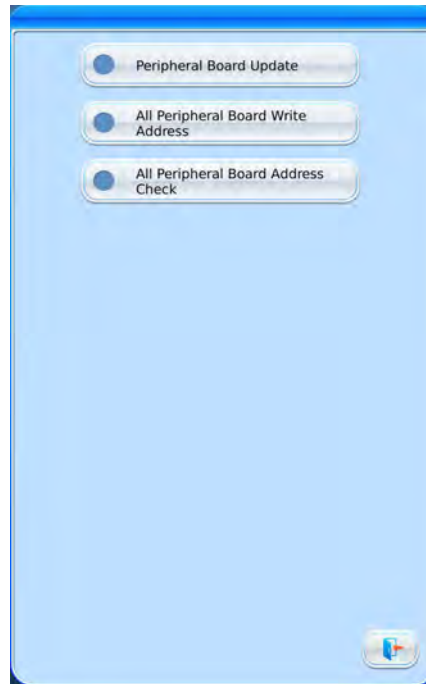 Peripheral Board Update
All Peripheral Board Write
Address
All Peripheral Board Address
Check